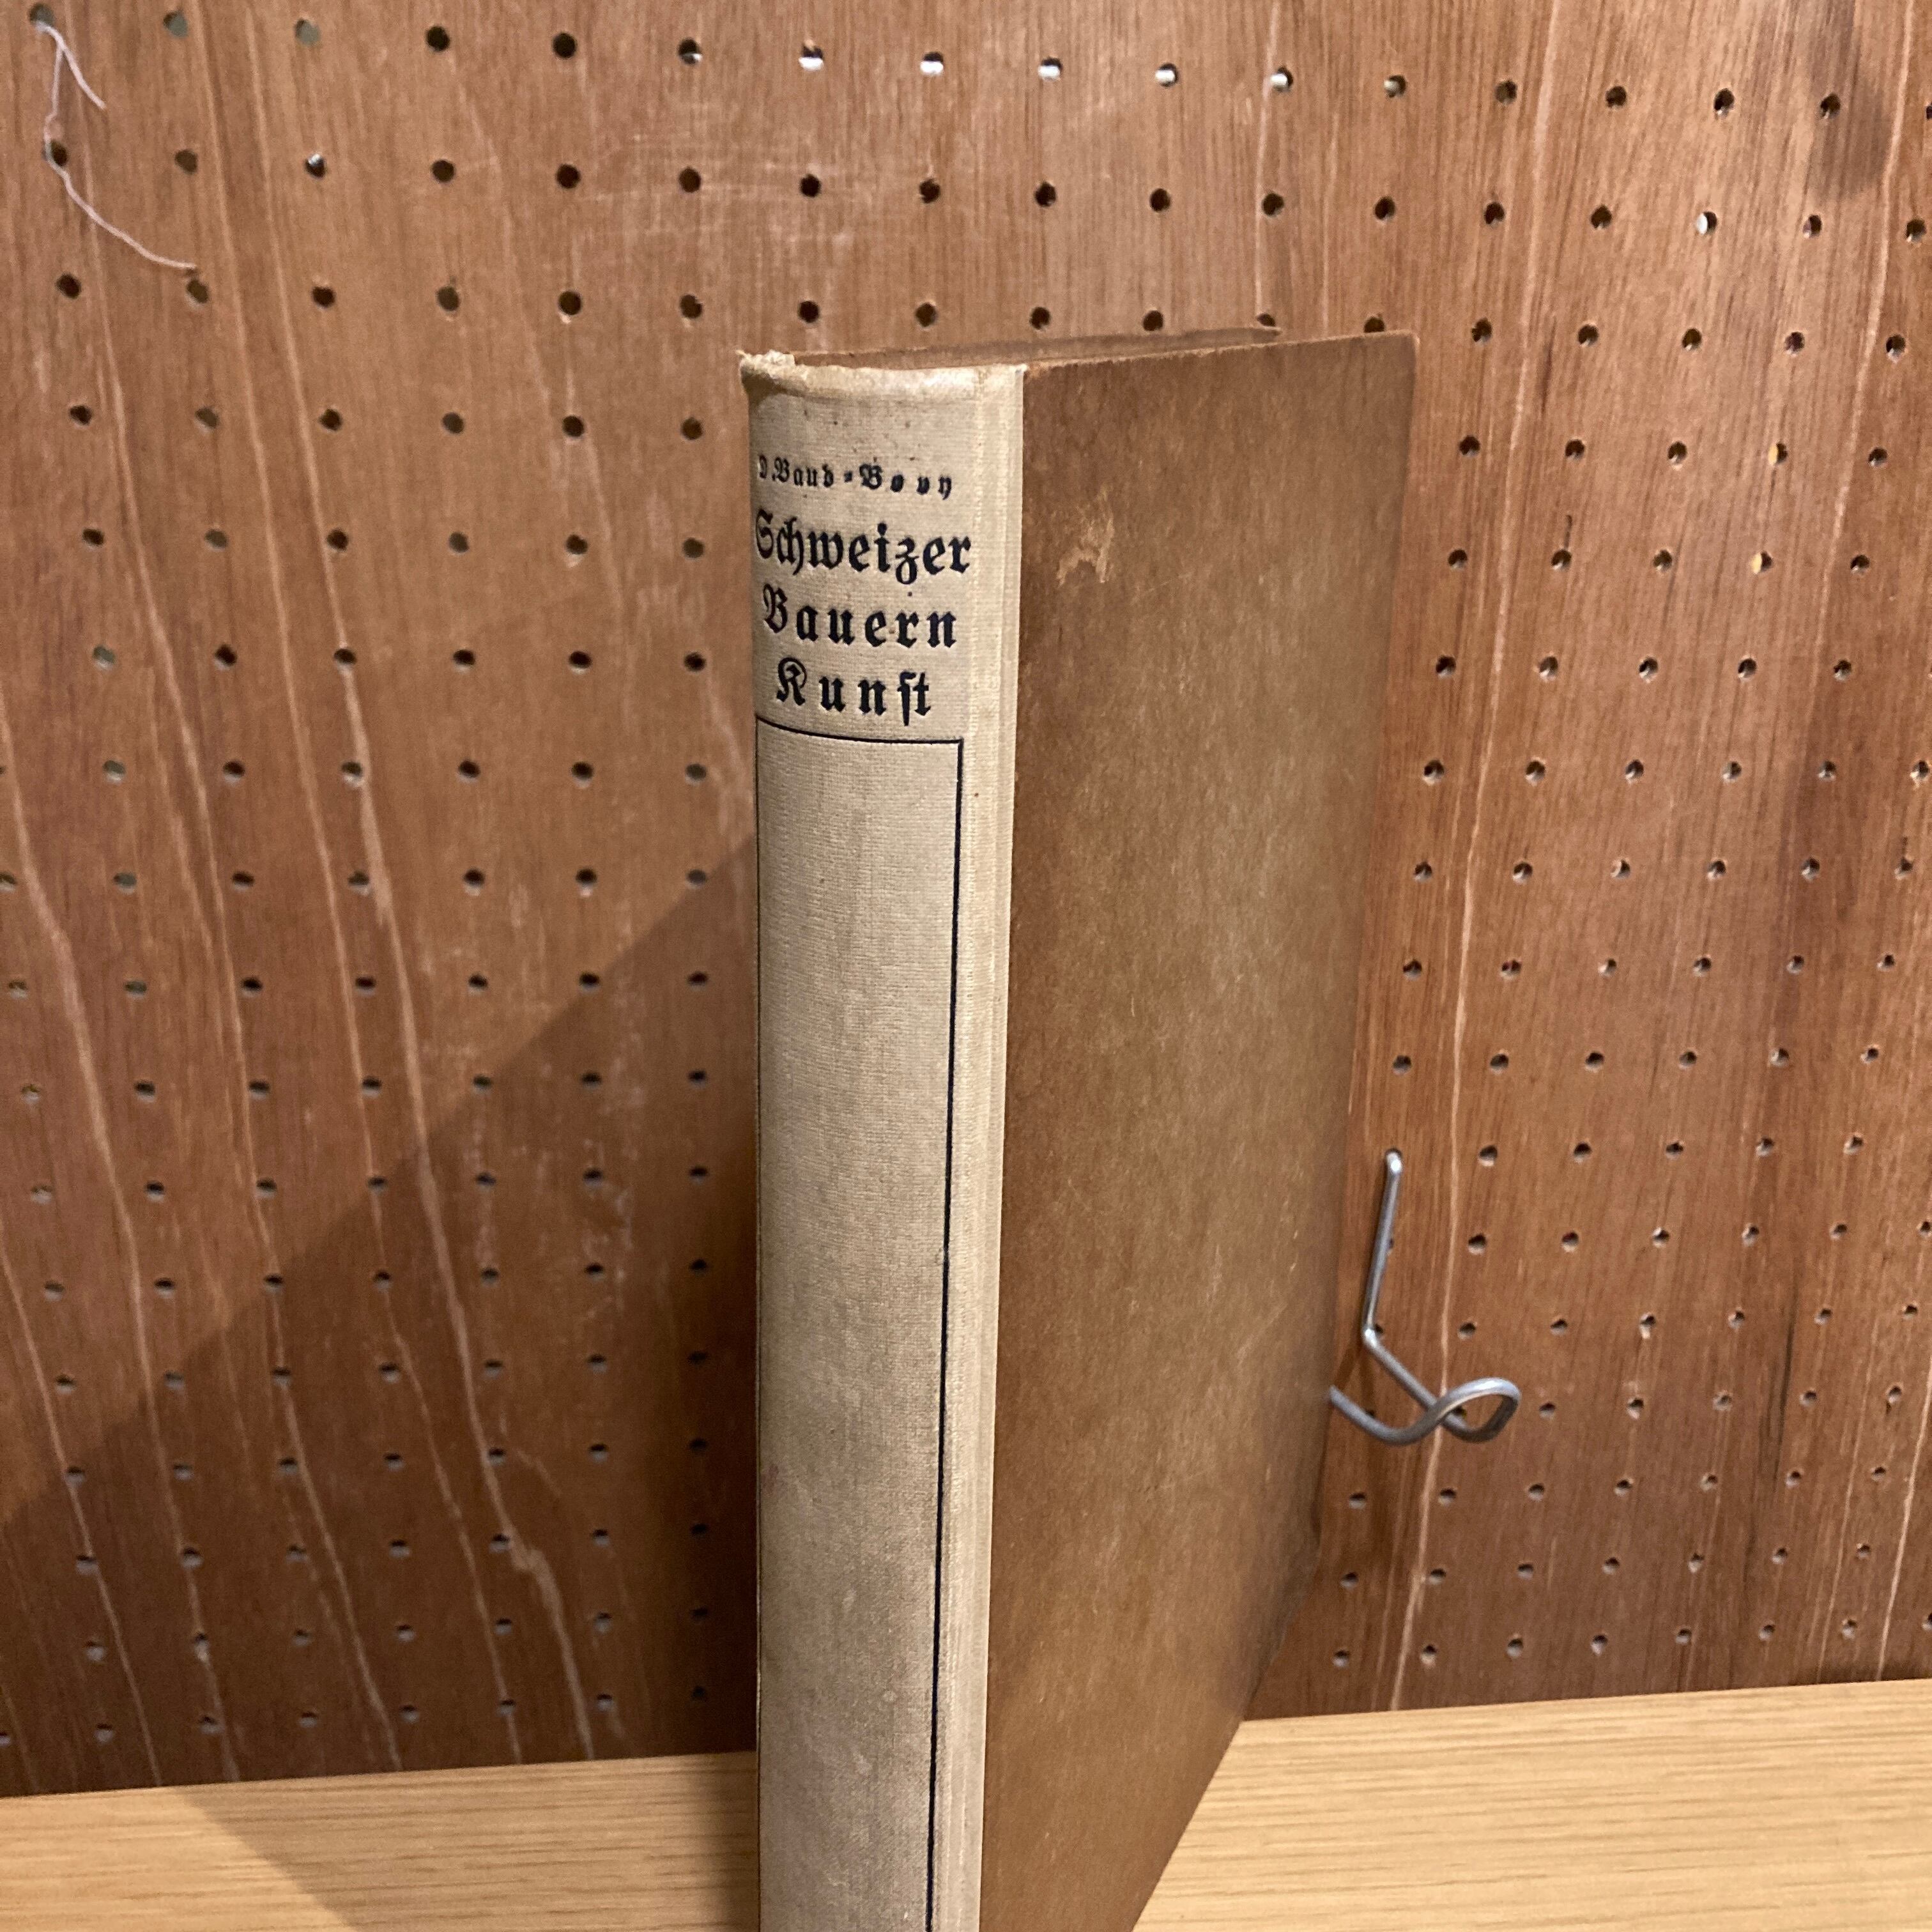 D. Baud-Bovy
Schweizer
Bauern
Kunst